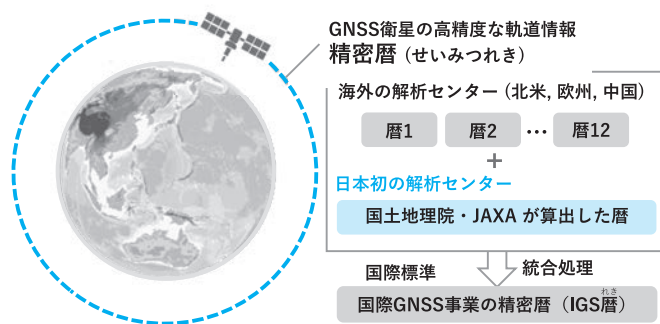 GNSS衛星の高精度な軌道情報
精密暦（せいみつれき）
海外の解析センター（北米, 欧州, 中国）
暦1 暦2 … 暦12
+
日本初の解析センター
国土地理院・JAXA が算出した暦
国際標準 統合処理
国際GNSS事業の精密暦（IGS暦）
れき